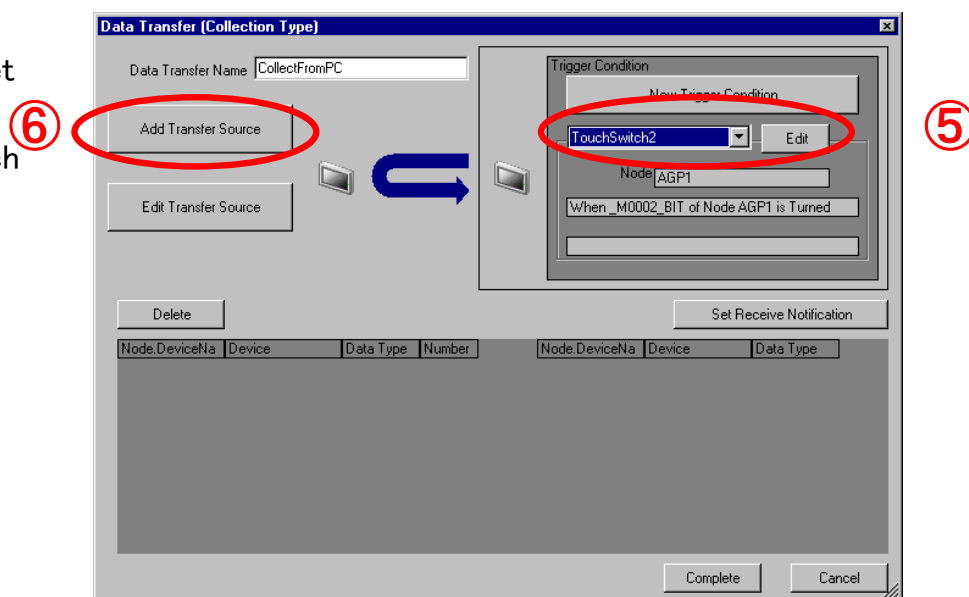 Data Transfer (Collection Type)
Data Transfer Name CollectFromPC
Trigger Condition
New Trigger Condition
⑥
Add Transfer Source
TouchSwitch2 Edit
⑤
Node AGP1
Edit Transfer Source
When _M0002_BIT of Node AGP1 is Turned
Delete
Set Receive Notification
Node.DeviceNa Device Data Type Number Node.DeviceNa Device Data Type
Complete Cancel